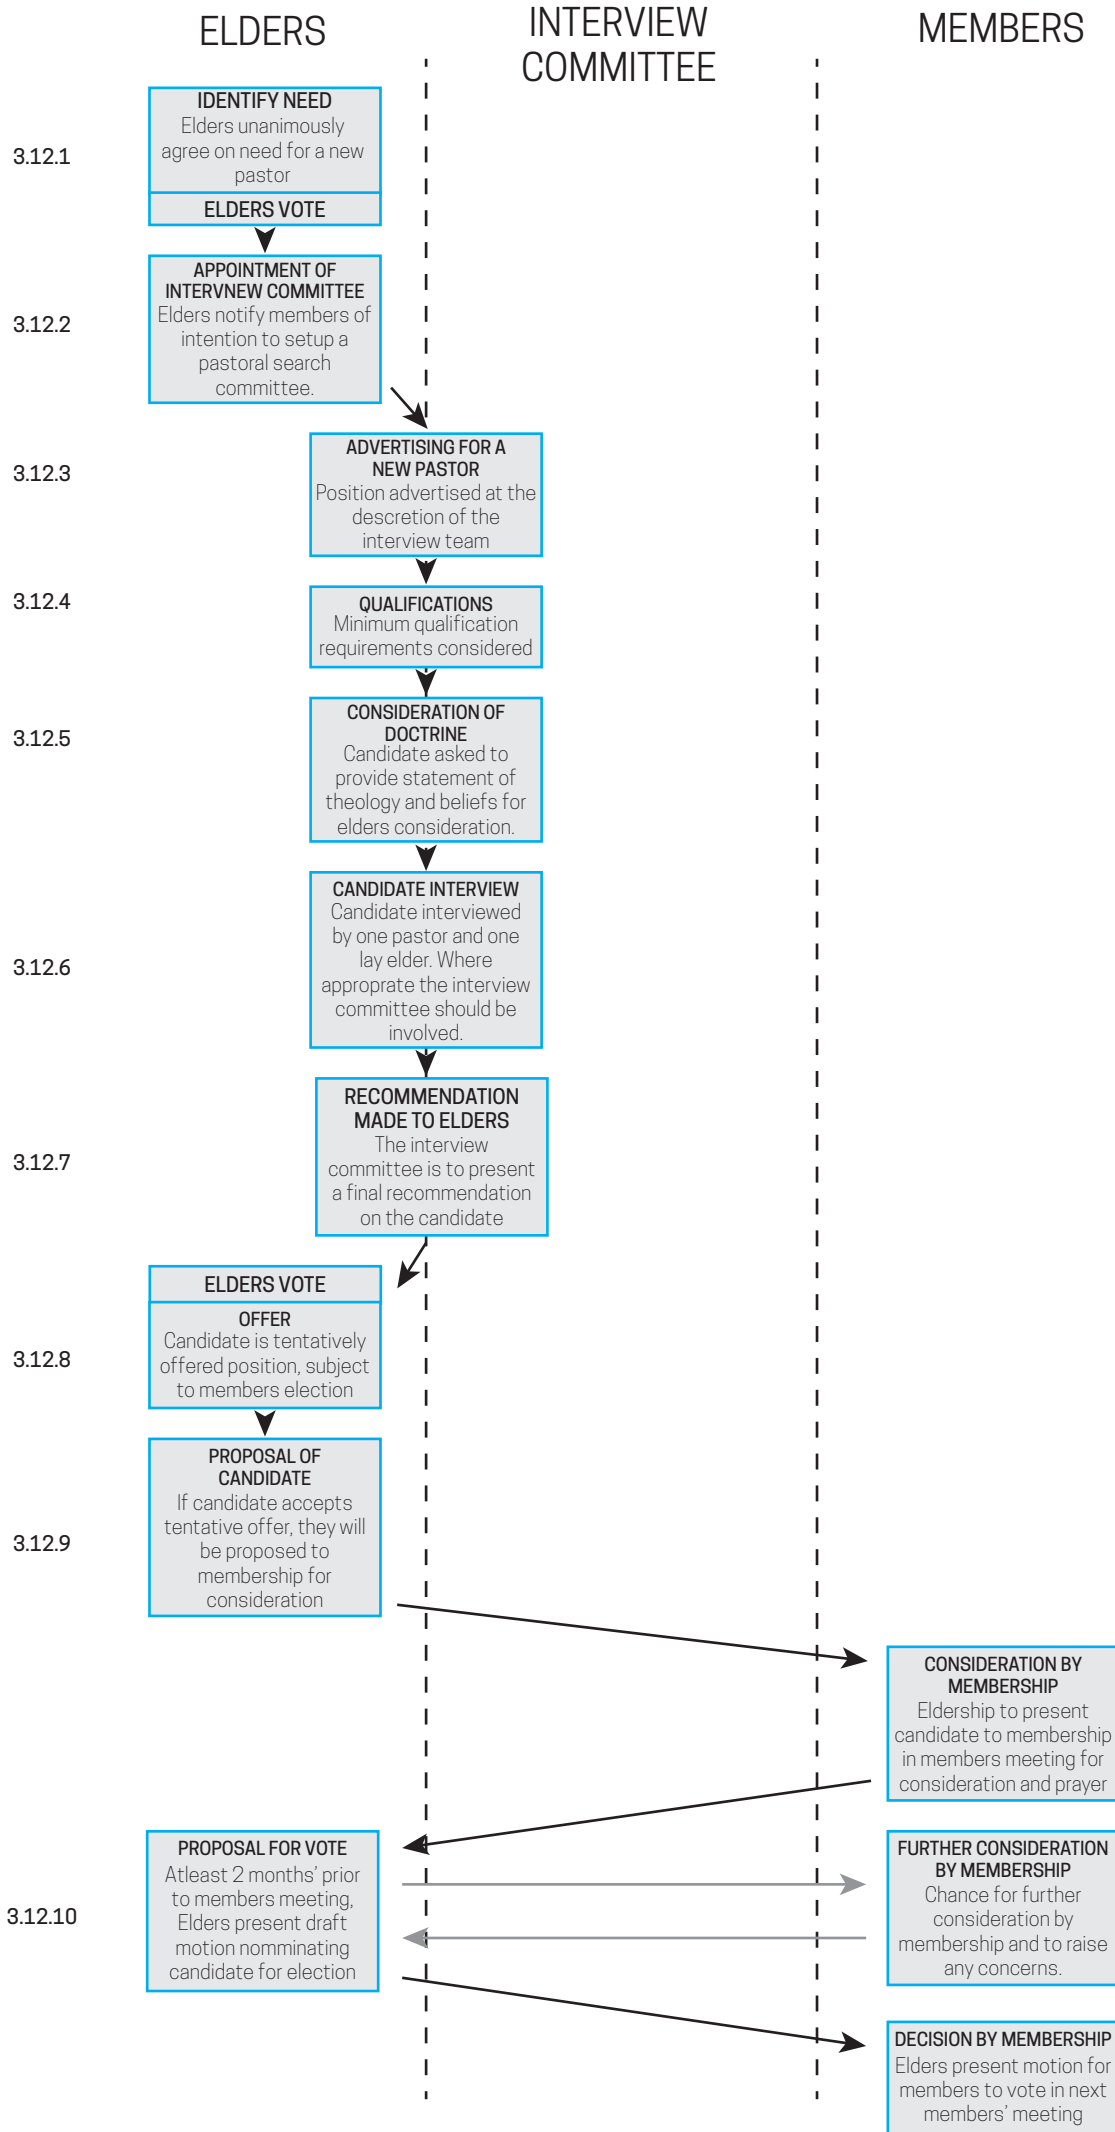 ELDERS
INTERVIEW
COMMITTEE
MEMBERS
3.12.1
IDENTIFY NEED
Elders unanimously
agree on need for a new
pastor
ELDERS VOTE
3.12.2
APPOINTMENT OF
INTERVNEW COMMITTEE
Elders notify members of
intention to setup a
pastoral search
committee.
3.12.3
ADVERTISING FOR A
NEW PASTOR
Position advertised at the
descretion of the
interview team
3.12.4
QUALIFICATIONS
Minimum qualification
requirements considered
3.12.5
CONSIDERATION OF
DOCTRINE
Candidate asked to
provide statement of
theology and beliefs for
elders consideration.
3.12.6
CANDIDATE INTERVIEW
Candidate interviewed
by one pastor and one
lay elder. Where
approprate the interview
committee should be
involved.
3.12.7
RECOMMENDATION
MADE TO ELDERS
The interview
committee is to present
a final recommendation
on the candidate
ELDERS VOTE
3.12.8
OFFER
Candidate is tentatively
offered position, subject
to members election
3.12.9
PROPOSAL OF
CANDIDATE
If candidate accepts
tentative offer, they will
be proposed to
membership for
consideration
CONSIDERATION BY
MEMBERSHIP
Eldership to present
candidate to membership
in members meeting for
consideration and prayer
3.12.10
PROPOSAL FOR VOTE
Atleast 2 months' prior
to members meeting,
Elders present draft
motion nomminating
candidate for election
FURTHER CONSIDERATION
BY MEMBERSHIP
Chance for further
consideration by
membership and to raise
any concerns.
DECISION BY MEMBERSHIP
Elders present motion for
members to vote in next
members' meeting